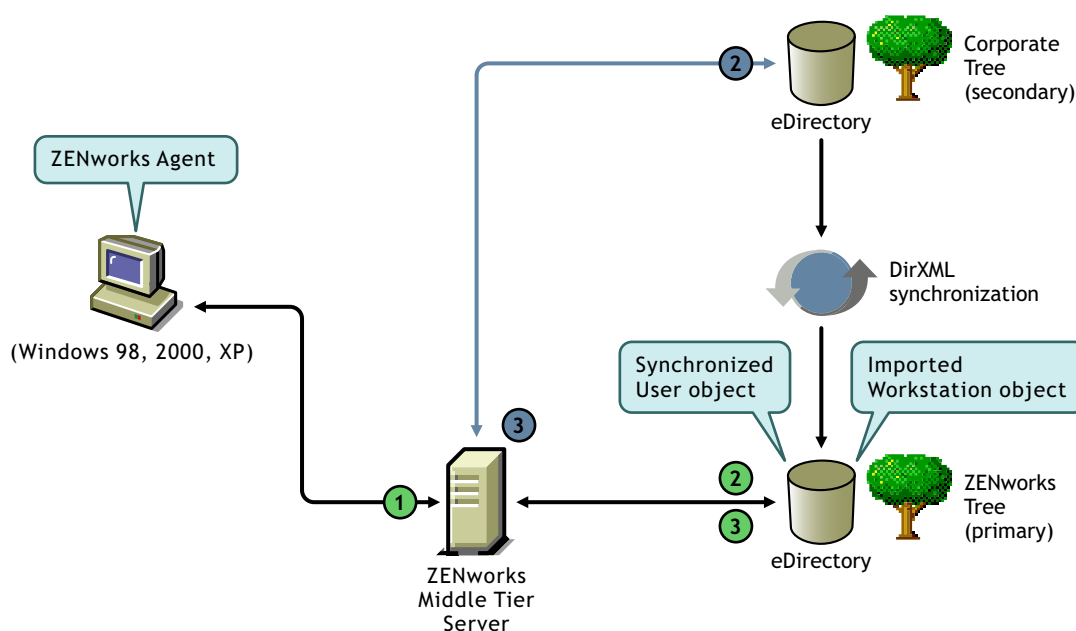 2
Corporate
Tree
(secondary)
eDirectory
ZENworks Agent
DirXML
synchronization
(Windows 98, 2000, XP)
Synchronized
User object
Imported
Workstation object
3
1
2
3
ZENworks
Tree
(primary)
eDirectory
ZENworks
Middle Tier
Server